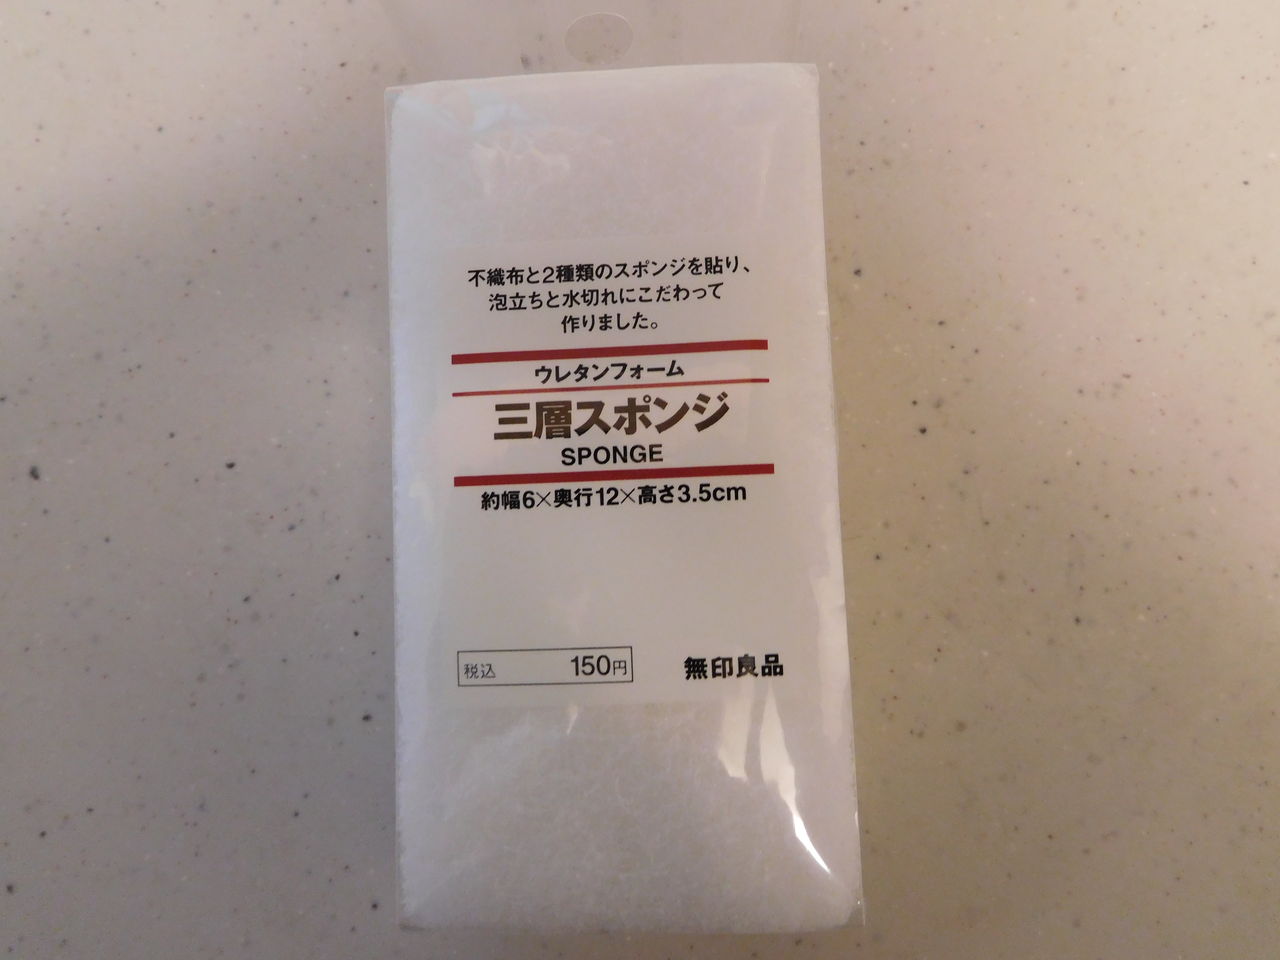 不織布と2種類のスポンジを貼り、
泡立ちと水切れにこだわって
作りました。
ウレタンフォーム
三層スポンジ
SPONGE
約幅6×奥行12×高さ3.5cm
税込 150円
無印良品